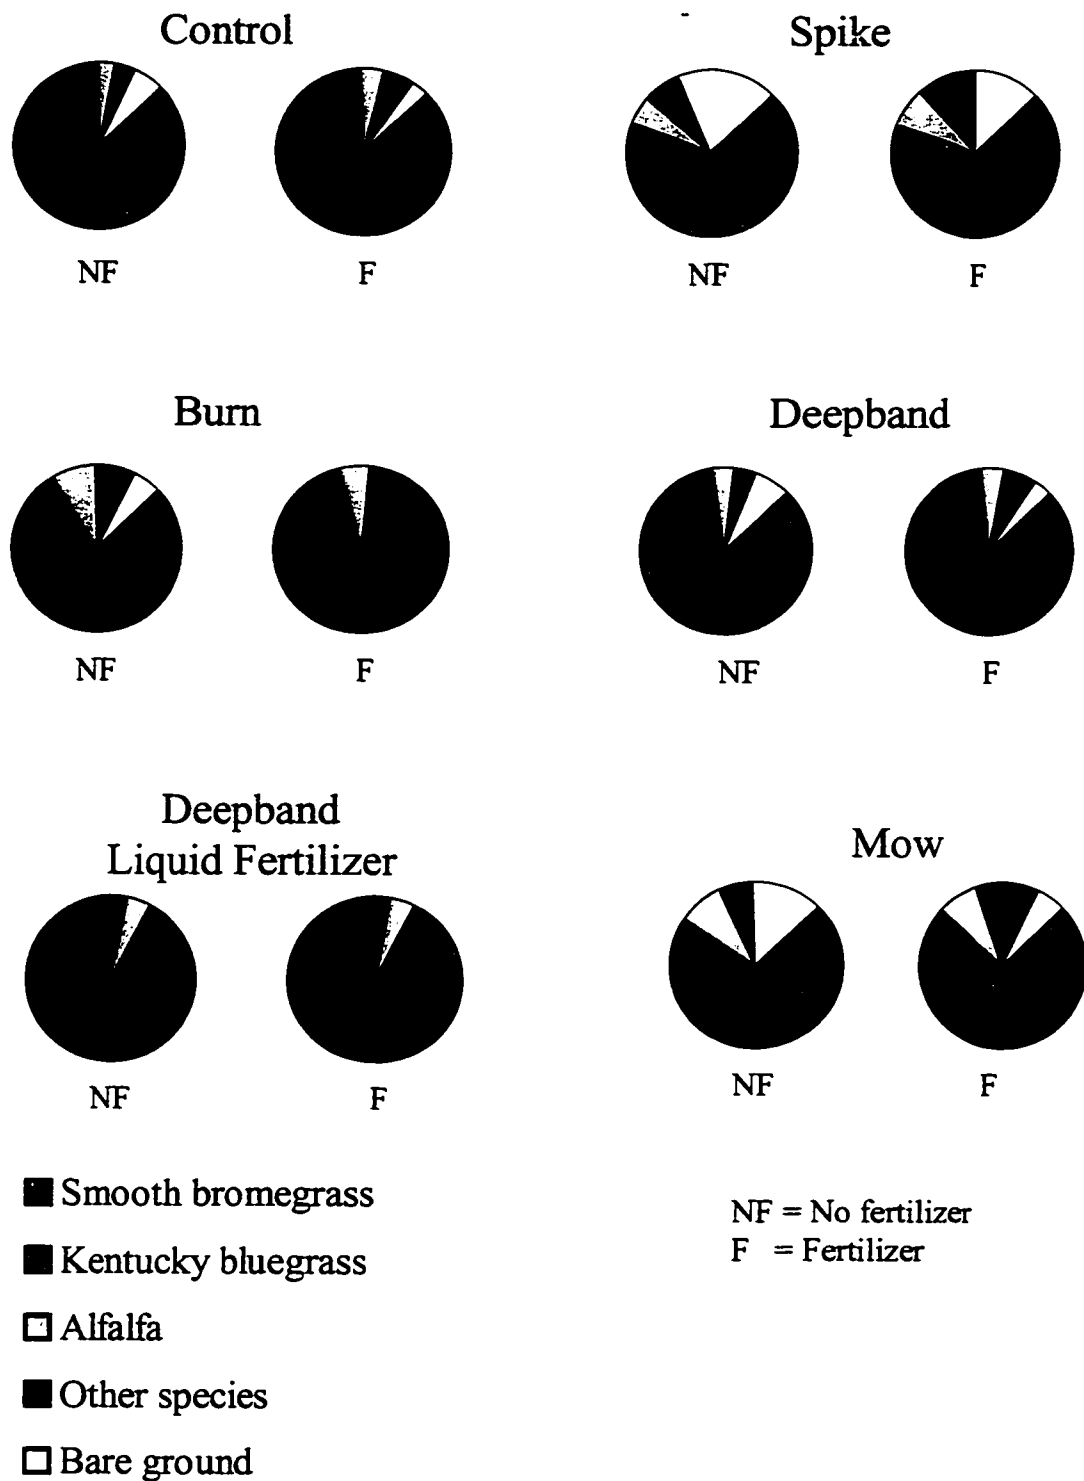 Control
Spike
NF
F
NF
F
Burn
Deepband
NF
F
NF
F
Deepband
Liquid Fertilizer
Mow
NF
F
NF
F
Smooth bromegrass
Kentucky bluegrass
Alfalfa
Other species
Bare ground
NF = No fertilizer
F = Fertilizer